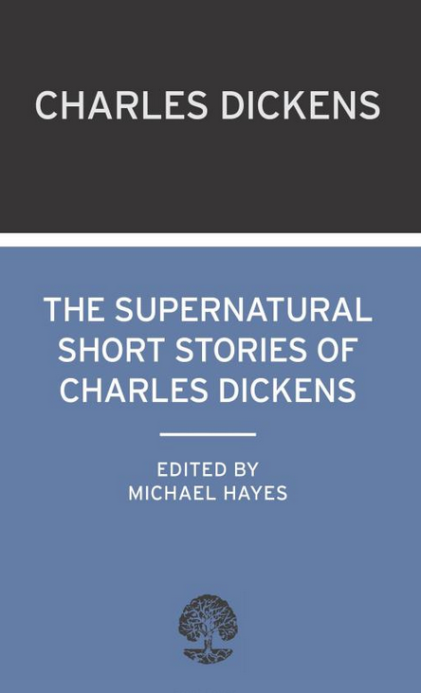 CHARLES DICKENS
THE SUPERNATURAL
SHORT STORIES OF
CHARLES DICKENS
EDITED BY
MICHAEL HAYES